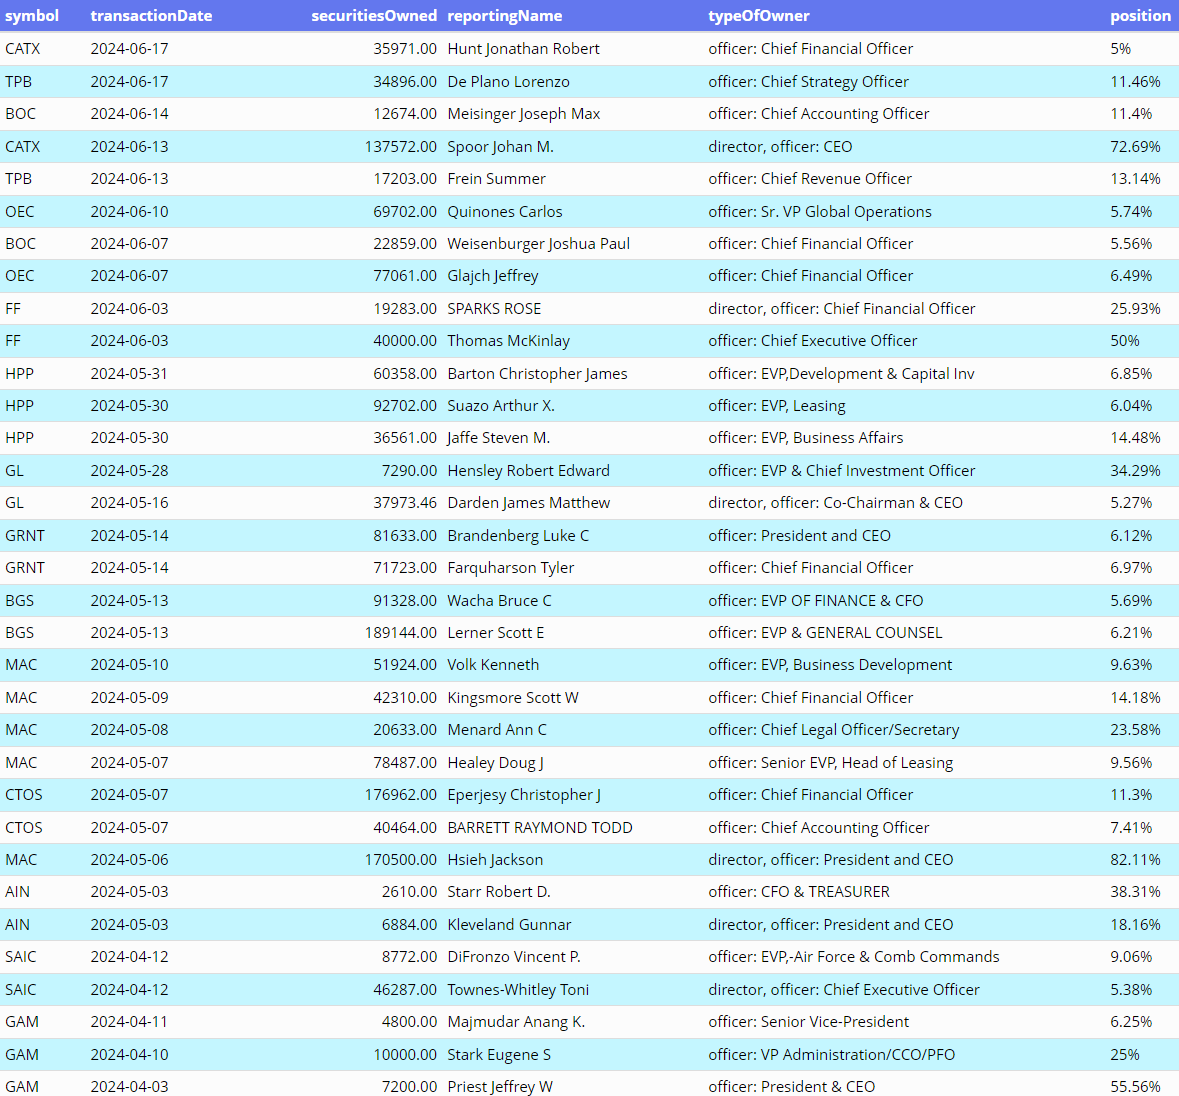 symbol transactionDate securitiesOwned reportingName typeOfOwner position
CATX 2024-06-17 35971.00 Hunt Jonathan Robert officer: Chief Financial Officer 5%
TPB 2024-06-17 34896.00 De Plano Lorenzo officer: Chief Strategy Officer 11.46%
BOC 2024-06-14 12674.00 Meisinger Joseph Max officer: Chief Accounting Officer 11.4%
CATX 2024-06-13 137572.00 Spoor Johan M. director, officer: CEO 72.69%
TPB 2024-06-13 17203.00 Frein Summer officer: Chief Revenue Officer 13.14%
OEC 2024-06-10 69702.00 Quinones Carlos officer: Sr. VP Global Operations 5.74%
BOC 2024-06-07 22859.00 Weisenburger Joshua Paul officer: Chief Financial Officer 5.56%
OEC 2024-06-07 77061.00 Glajch Jeffrey officer: Chief Financial Officer 6.49%
FF 2024-06-03 19283.00 SPARKS ROSE director, officer: Chief Financial Officer 25.93%
FF 2024-06-03 40000.00 Thomas McKinlay officer: Chief Executive Officer 50%
HPP 2024-05-31 60358.00 Barton Christopher James officer: EVP,Development & Capital Inv 6.85%
HPP 2024-05-30 92702.00 Suazo Arthur X. officer: EVP, Leasing 6.04%
HPP 2024-05-30 36561.00 Jaffe Steven M. officer: EVP, Business Affairs 14.48%
GL 2024-05-28 7290.00 Hensley Robert Edward officer: EVP & Chief Investment Officer 34.29%
GL 2024-05-16 37973.46 Darden James Matthew director, officer: Co-Chairman & CEO 5.27%
GRNT 2024-05-14 81633.00 Brandenberg Luke C officer: President and CEO 6.12%
GRNT 2024-05-14 71723.00 Farquharson Tyler officer: Chief Financial Officer 6.97%
BGS 2024-05-13 91328.00 Wacha Bruce C officer: EVP OF FINANCE & CFO 5.69%
BGS 2024-05-13 189144.00 Lerner Scott E officer: EVP & GENERAL COUNSEL 6.21%
MAC 2024-05-10 51924.00 Volk Kenneth officer: EVP, Business Development 9.63%
MAC 2024-05-09 42310.00 Kingsmore Scott W officer: Chief Financial Officer 14.18%
MAC 2024-05-08 20633.00 Menard Ann C officer: Chief Legal Officer/Secretary 23.58%
MAC 2024-05-07 78487.00 Healey Doug J officer: Senior EVP, Head of Leasing 9.56%
CTOS 2024-05-07 176962.00 Eperjesy Christopher J officer: Chief Financial Officer 11.3%
CTOS 2024-05-07 40464.00 BARRETT RAYMOND TODD officer: Chief Accounting Officer 7.41%
MAC 2024-05-06 170500.00 Hsieh Jackson director, officer: President and CEO 82.11%
AIN 2024-05-03 2610.00 Starr Robert D. officer: CFO & TREASURER 38.31%
AIN 2024-05-03 6884.00 Kleveland Gunnar director, officer: President and CEO 18.16%
SAIC 2024-04-12 8772.00 DiFronzo Vincent P. officer: EVP,-Air Force & Comb Commands 9.06%
SAIC 2024-04-12 46287.00 Townes-Whitley Toni director, officer: Chief Executive Officer 5.38%
GAM 2024-04-11 4800.00 Majmudar Anang K. officer: Senior Vice-President 6.25%
GAM 2024-04-10 10000.00 Stark Eugene S officer: VP Administration/CCO/PFO 25%
GAM 2024-04-03 7200.00 Priest Jeffrey W officer: President & CEO 55.56%